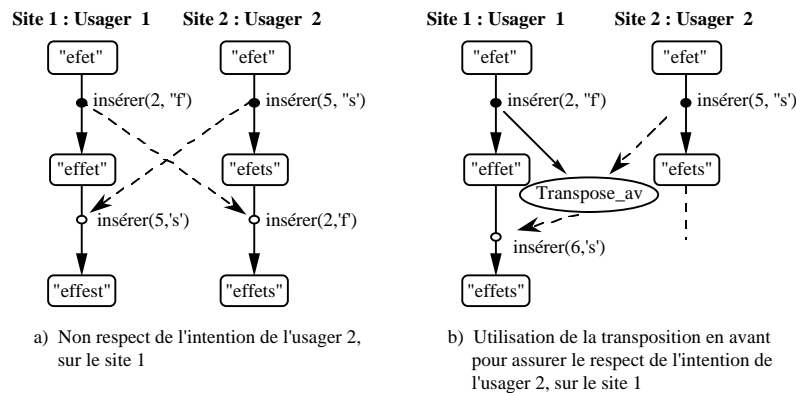 Site 1 : Usager 1
Site 2 : Usager 2
"efet"
"efet"
insérer(2, "f')
insérer(5, "s')
"effet"
"efets"
insérer(5,'s')
insérer(2,'f')
"effest"
"effets"
a) Non respect de l'intention de l'usager 2,
sur le site 1
Site 1 : Usager 1
Site 2 : Usager 2
"efet"
"efet"
insérer(2, "f')
insérer(5, "s')
"effet"
"efets"
Transpose_av
insérer(6,'s')
"effets"
b) Utilisation de la transposition en avant
pour assurer le respect de l'intention de
l'usager 2, sur le site 1